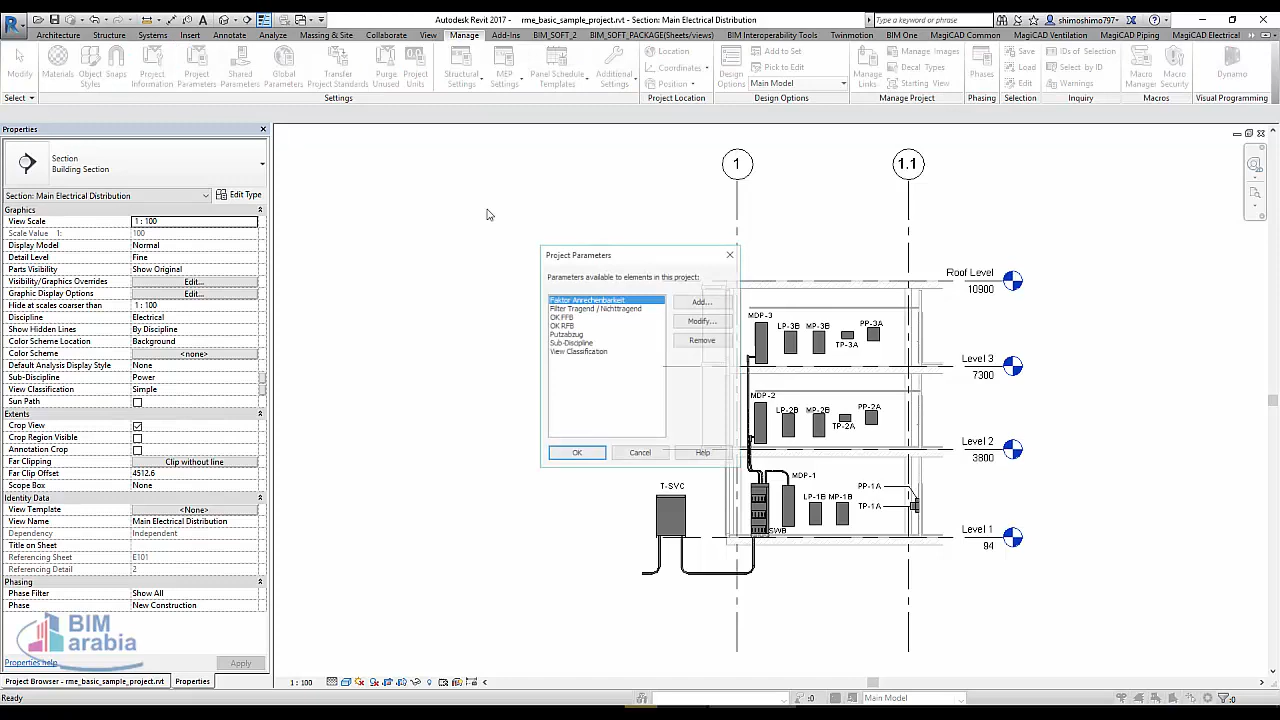 Autodesk Revit 2017 - rme_basic_sample_project.rvt - Section: Main Electrical Distribution
Type a keyword or phrase
shimoshimo797
Architecture Structure Systems Insert Annotate Analyze Massing & Site Collaborate View Manage Add-Ins BIM_SOFT_2 BIM_SOFT_PACKAGE(Sheets/views) BIM Interoperability Tools Twinmotion BIM One MagiCAD Common MagiCAD Ventilation MagiCAD Piping MagiCAD Electrical
Modify
Materials
Object Styles
Snaps
Project Information
Project Parameters
Shared Parameters
Global Parameters
Transfer Project Standards
Purge Unused
Project Units
Structural Settings
MEP Settings
Panel Schedule Templates
Additional Settings
Location
Coordinates
Position
Design Options
Add to Set
Pick to Edit
Main Model
Manage Links
Manage Images
Decal Types
Starting View
Phases
Save
Load
Edit
IDs of Selection
Select by ID
Warnings
Macro Manager
Macro Security
Dynamo
Select Settings Project Location Design Options Manage Project Phasing Selection Inquiry Macros Visual Programming
Properties
Section
Building Section
Section: Main Electrical Distribution
Edit Type
Graphics
View Scale 1 : 100
Scale Value 1: 100
Display Model Normal
Detail Level Fine
Parts Visibility Show Original
Visibility/Graphics Overrides Edit...
Graphic Display Options Edit...
Hide at scales coarser than 1 : 100
Discipline Electrical
Show Hidden Lines By Discipline
Color Scheme Location Background
Color Scheme <none>
Default Analysis Display Style None
Sub-Discipline Power
View Classification Simple
Sun Path
Extents
Crop View
Crop Region Visible
Annotation Crop
Far Clipping Clip without line
Far Clip Offset 4512.6
Scope Box None
Identity Data
View Template <None>
View Name Main Electrical Distribution
Dependency Independent
Title on Sheet
Referencing Sheet E101
Referencing Detail 2
Phasing
Phase Filter Show All
Phase New Construction
BIM
arabia
Properties help
Apply
Project Browser - rme_basic_sample_project.rvt
Properties
Project Parameters
Parameters available to elements in this project:
Faktor Anrechenbarkeit
Filter Tragend / Nichttragend
OK FFB
OK RFB
Putzabzug
Sub-Discipline
View Classification
Add...
Modify...
Remove
OK
Cancel
Help
1
1.1
Roof Level
10900
MDP-3
LP-3B
MP-3B
TP-3A
PP-3A
Level 3
7300
MDP-2
LP-2B
MP-2B
TP-2A
PP-2A
Level 2
3800
T-SVC
MDP-1
SWB
LP-1B
MP-1B
PP-1A
TP-1A
Level 1
94
1 : 100
Ready
:0
Main Model
:0